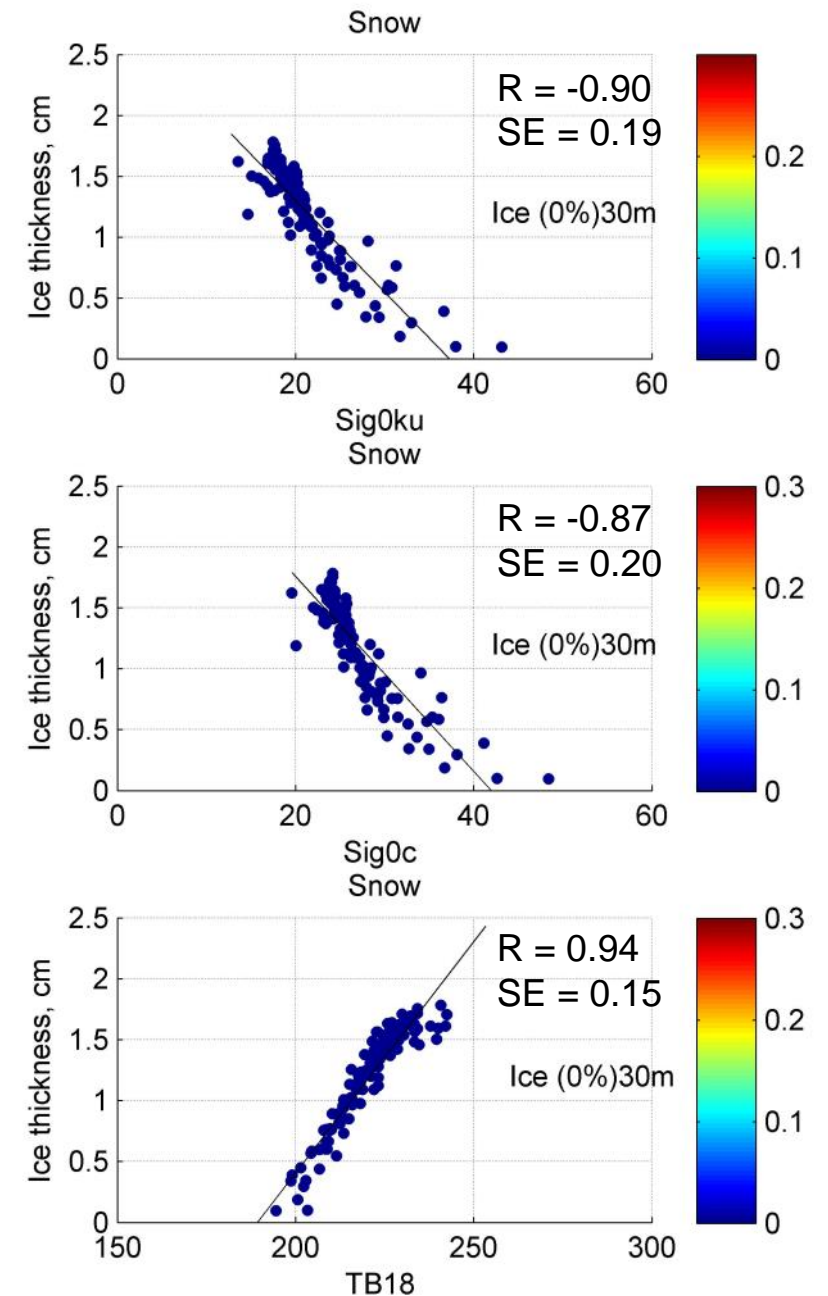 Snow
2.5
2
1.5
1
0.5
0
Ice thickness, cm
R = -0.90
SE = 0.19
Ice (0%)30m
0.2
0.1
0
0 20 40 60
Sig0ku
Snow
2.5
2
1.5
1
0.5
0
Ice thickness, cm
R = -0.87
SE = 0.20
Ice (0%)30m
0.3
0.2
0.1
0
0 20 40 60
Sig0c
Snow
2.5
2
1.5
1
0.5
0
Ice thickness, cm
R = 0.94
SE = 0.15
Ice (0%)30m
0.3
0.2
0.1
0
150 200 250 300
TB18